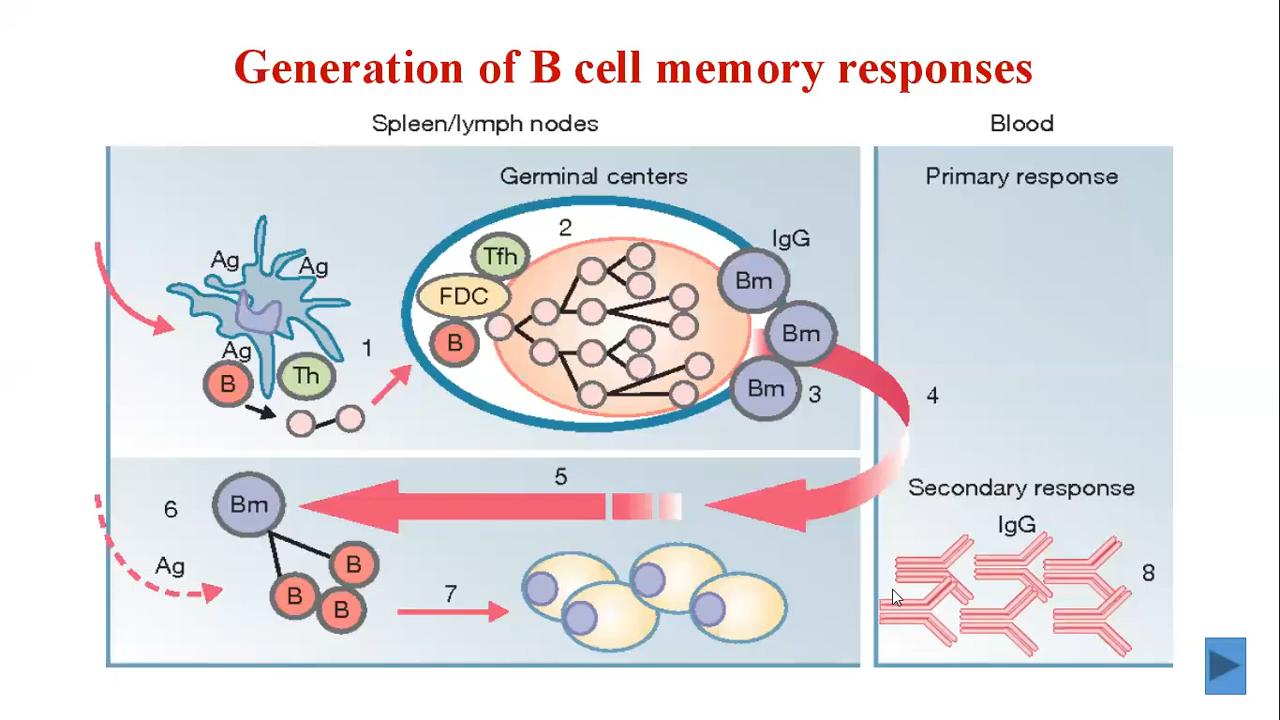 Generation of B cell memory responses
Spleen/lymph nodes
Blood
Germinal centers
Primary response
2
IgG
Ag
Ag
Tfh
FDC
Bm
Bm
Ag
1
B
B
Th
Bm
3
4
5
Secondary response
IgG
6
Bm
Ag
B
B
B
7
8